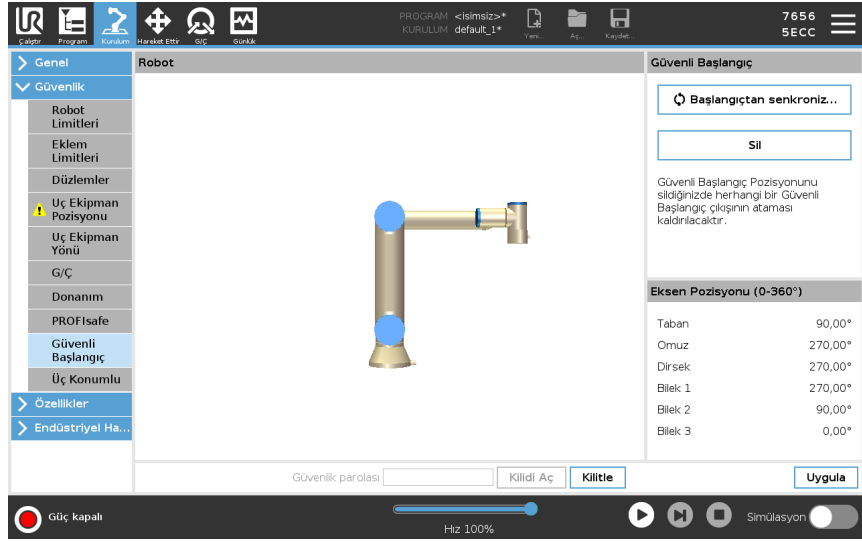 UR
PROGRAM <isimsiz>*
KURULUM default_1*
7656
5ECC
Çalıştır Program Kurulum Hareket Ettir G/Ç Günlük Yeni... Aç... Kaydet...
Genel
Güvenlik
Robot
Limitleri
Eklem
Limitleri
Düzlemler
Uç Ekipman
Pozisyonu
Uç Ekipman
Yönü
G/Ç
Donanım
PROFIsafe
Güvenli
Başlangıç
Üç Konumlu
Özellikler
Endüstriyel Ha...
Robot
Güvenli Başlangıç
Başlangıçtan senkroniz...
Sil
Güvenli Başlangıç Pozisyonunu
sildiğinizde herhangi bir Güvenli
Başlangıç çıkışının ataması
kaldırılacaktır.
Eksen Pozisyonu (0-360°)
Taban 90,00°
Omuz 270,00°
Dirsek 270,00°
Bilek 1 270,00°
Bilek 2 90,00°
Bilek 3 0,00°
Güvenlik parolası Kilidi Aç Kilitle Uygula
Güç kapalı
Hız 100%
Simülasyon